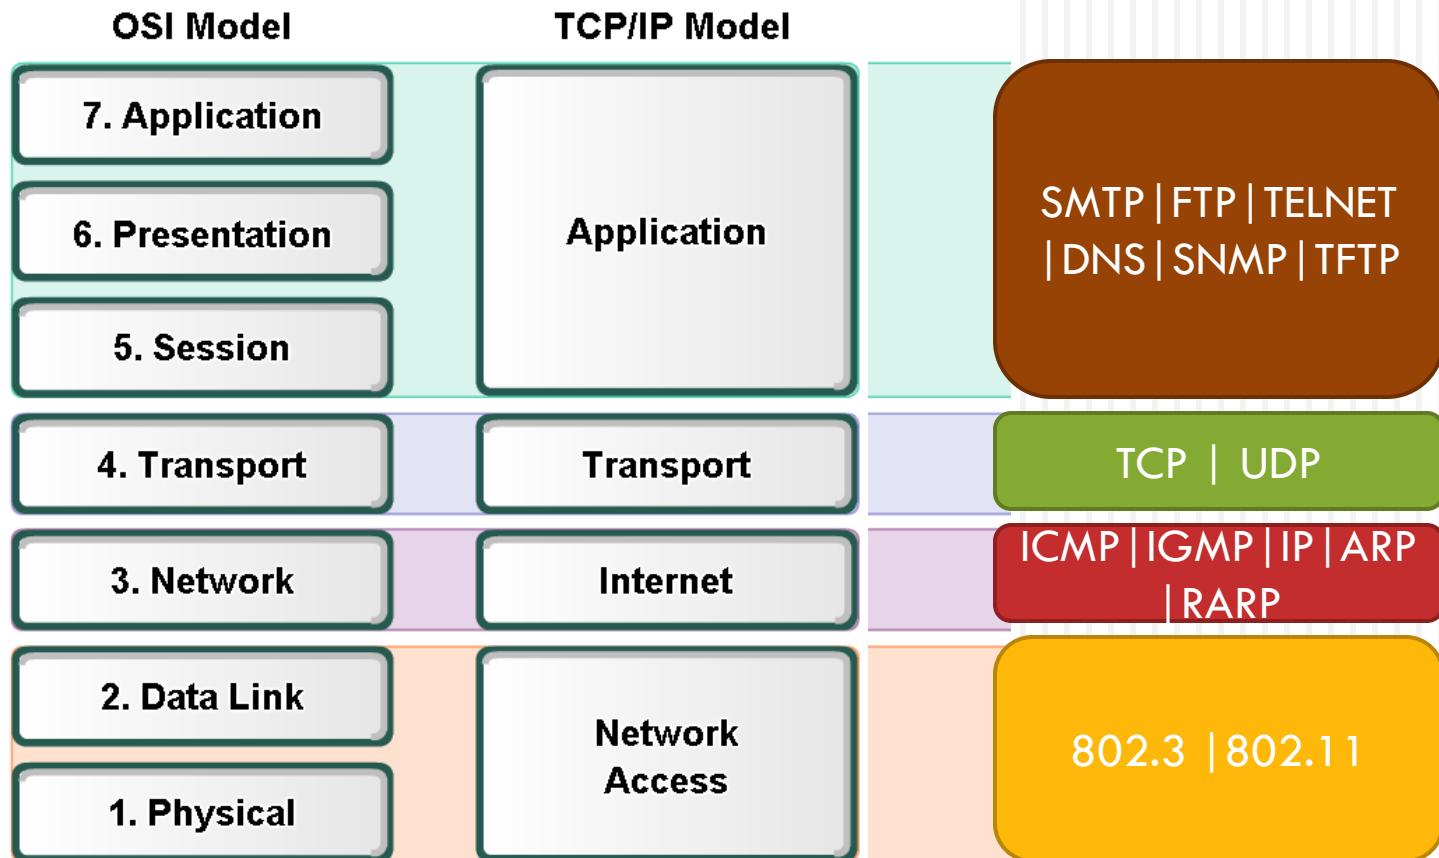 OSI Model
TCP/IP Model
7. Application
6. Presentation
5. Session
Application
SMTP|FTP|TELNET
|DNS|SNMP|TFTP
4. Transport
Transport
TCP | UDP
3. Network
Internet
ICMP|IGMP|IP|ARP
|RARP
2. Data Link
1. Physical
Network
Access
802.3 |802.11